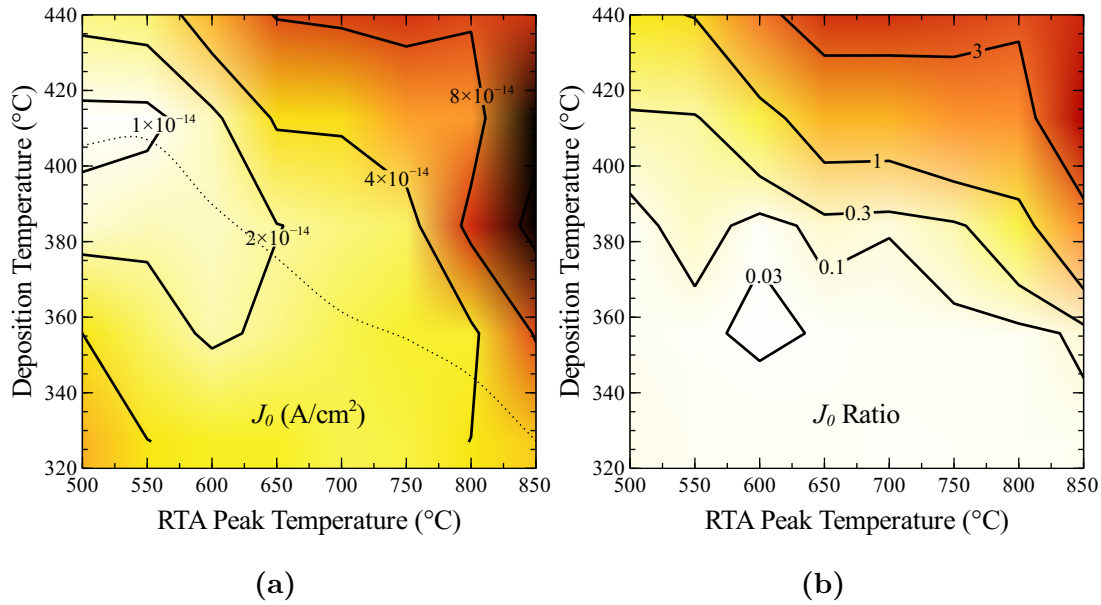 440
420
400
380
360
340
320
500 550 600 650 700 750 800 850
Deposition Temperature (°C)
RTA Peak Temperature (°C)
1×10⁻¹⁴
2×10⁻¹⁴
4×10⁻¹⁴
8×10⁻¹⁴
J₀ (A/cm²)
(a)
440
420
400
380
360
340
320
500 550 600 650 700 750 800 850
Deposition Temperature (°C)
RTA Peak Temperature (°C)
3
1
0.3
0.1
0.03
J₀ Ratio
(b)